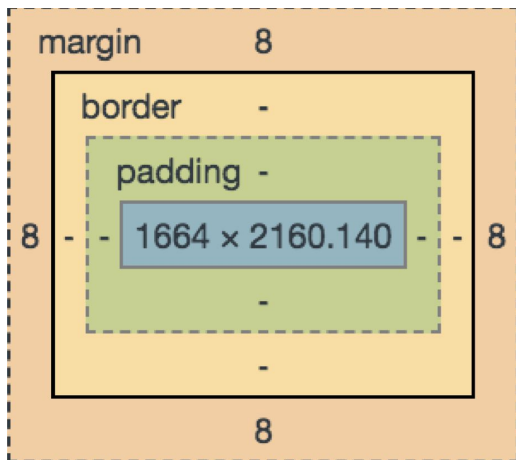 margin 8
border -
padding -
8 - - 1664 × 2160.140 - - 8
-
-
8